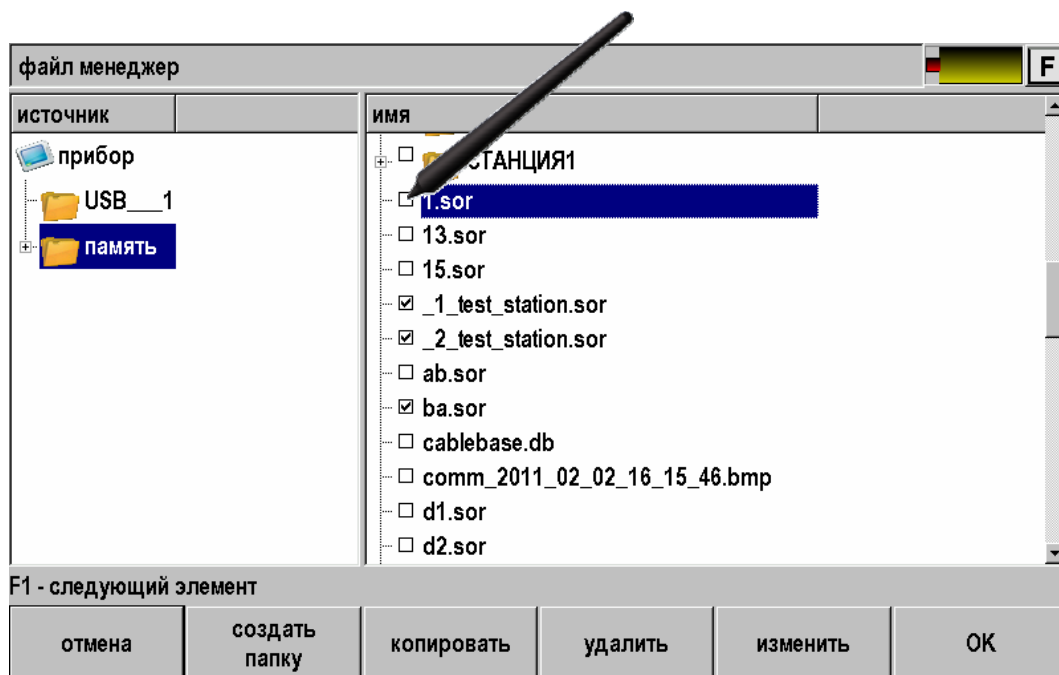 файл менеджер
F
источник
имя
прибор
USB___1
память
СТАНЦИЯ1
1.sor
13.sor
15.sor
_1_test_station.sor
_2_test_station.sor
ab.sor
ba.sor
cablebase.db
comm_2011_02_02_16_15_46.bmp
d1.sor
d2.sor
F1 - следующий элемент
отмена
создать
папку
копировать
удалить
изменить
OK